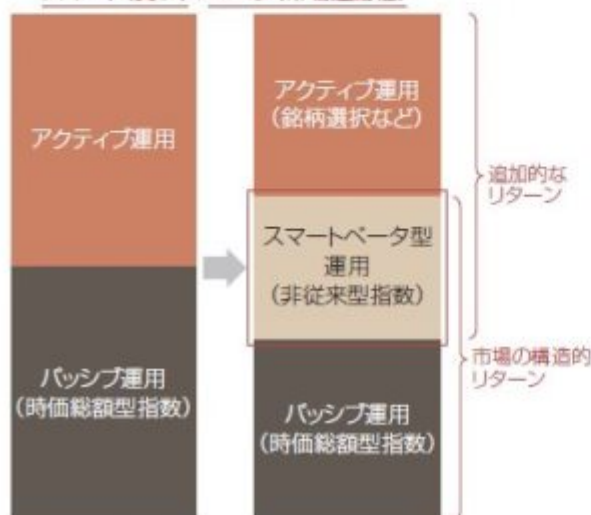 アクティブ運用
パッシブ運用
(時価総額型指数)
アクティブ運用
(銘柄選択など)
スマートベータ型
運用
(非従来型指数)
パッシブ運用
(時価総額型指数)
追加的な
リターン
市場の構造的
リターン